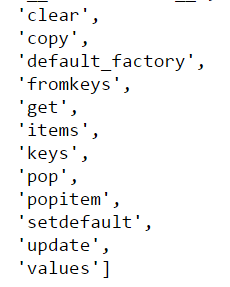 'clear',
'copy',
'default_factory',
'fromkeys',
'get',
'items',
'keys',
'pop',
'popitem',
'setdefault',
'update',
'values']